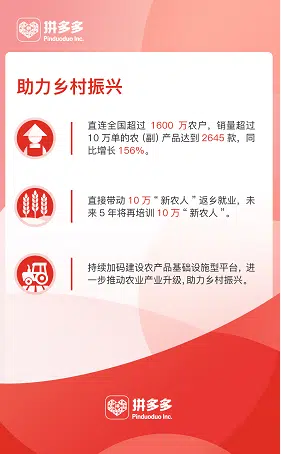 拼多多
Pinduoduo Inc.
助力乡村振兴
直连全国超过 1600 万农户，销量超过
10 万单的农（副）产品达到 2645 款，同
比增长 156%。
直接带动 10 万“新农人”返乡就业，未
来 5 年将再培训 10 万“新农人”。
持续加码建设农产品基础设施型平台，进
一步推动农业产业升级,助力乡村振兴。
拼多多
Pinduoduo Inc.